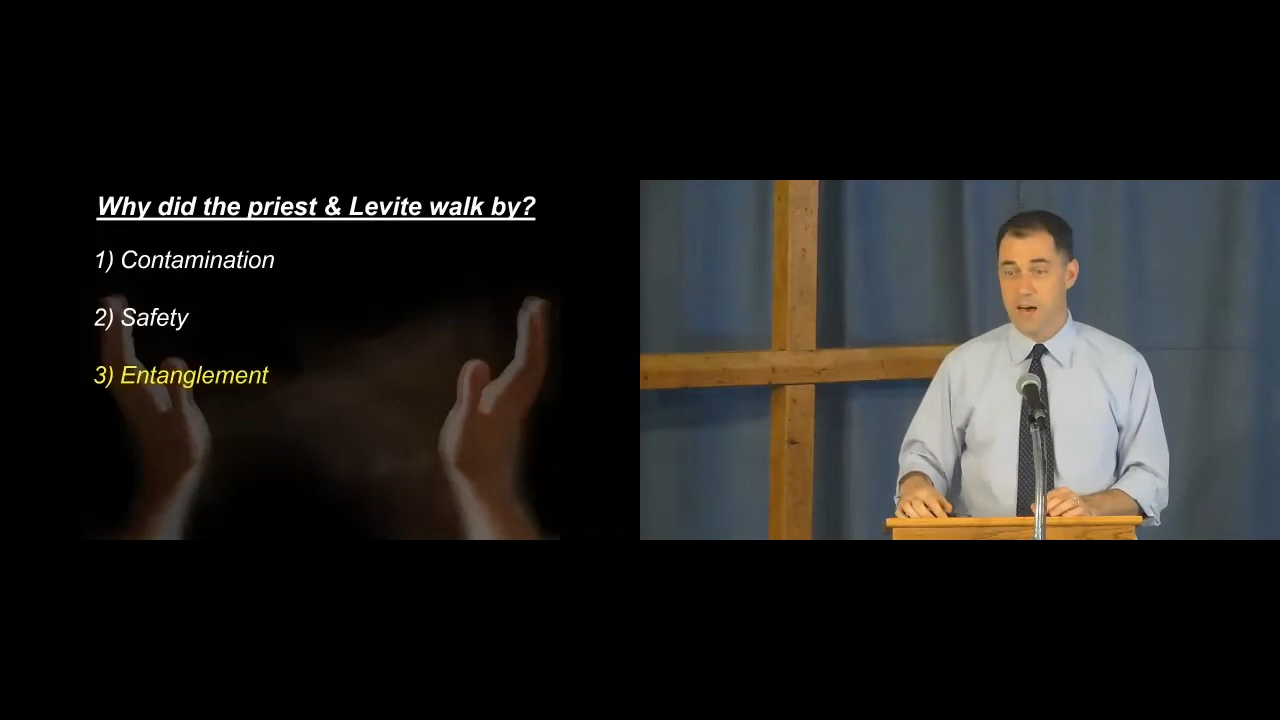 Why did the priest & Levite walk by?
1) Contamination
2) Safety
3) Entanglement